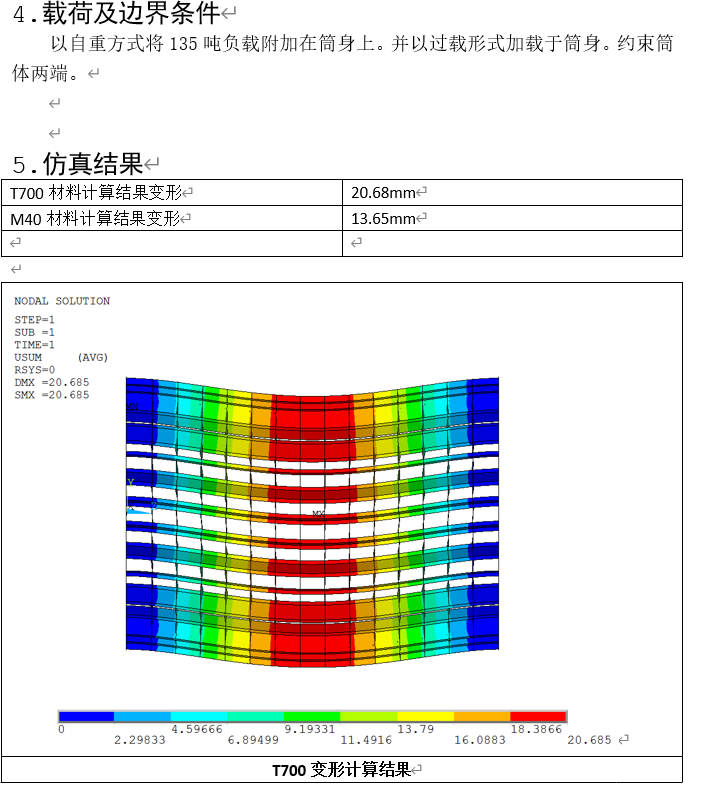 4.载荷及边界条件
以自重方式将 135 吨负载附加在筒身上。并以过载形式加载于筒身。约束筒
体两端。
5.仿真结果
T700 材料计算结果变形 20.68mm
M40 材料计算结果变形 13.65mm
NODAL SOLUTION
STEP=1
SUB =1
TIME=1
USUM (AVG)
RSYS=0
DMX =20.685
SMX =20.685
MN
Y
MX
0 4.59666 9.19331 13.79 18.3866
2.29833 6.89499 11.4916 16.0883 20.685
T700 变形计算结果